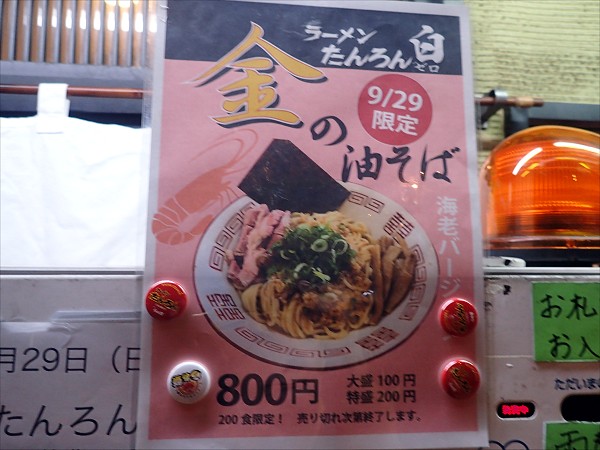 ラーメン
たんろん
ゼロ
金の油そば
9/29
限定
海老バージ
800円
大盛 100円
特盛 200円
200食限定! 売り切れ次第終了します。
月29日（日
たんろん
お札
お入
ただいま